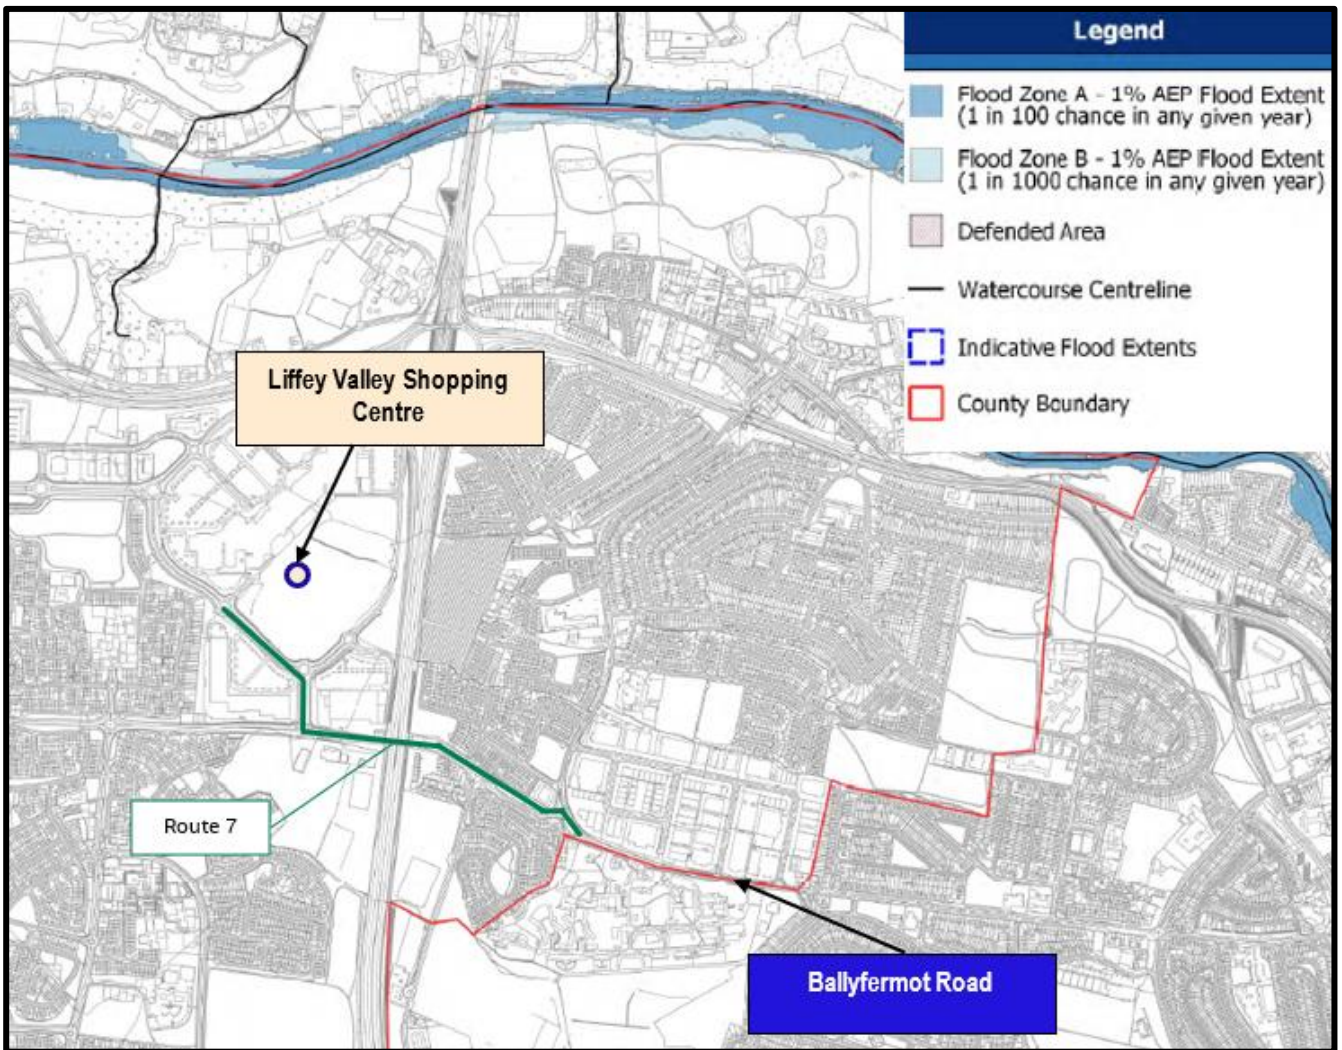 Legend
Flood Zone A - 1% AEP Flood Extent
(1 in 100 chance in any given year)
Flood Zone B - 1% AEP Flood Extent
(1 in 1000 chance in any given year)
Defended Area
Watercourse Centreline
Indicative Flood Extents
County Boundary
Liffey Valley Shopping
Centre
Route 7
Ballyfermot Road